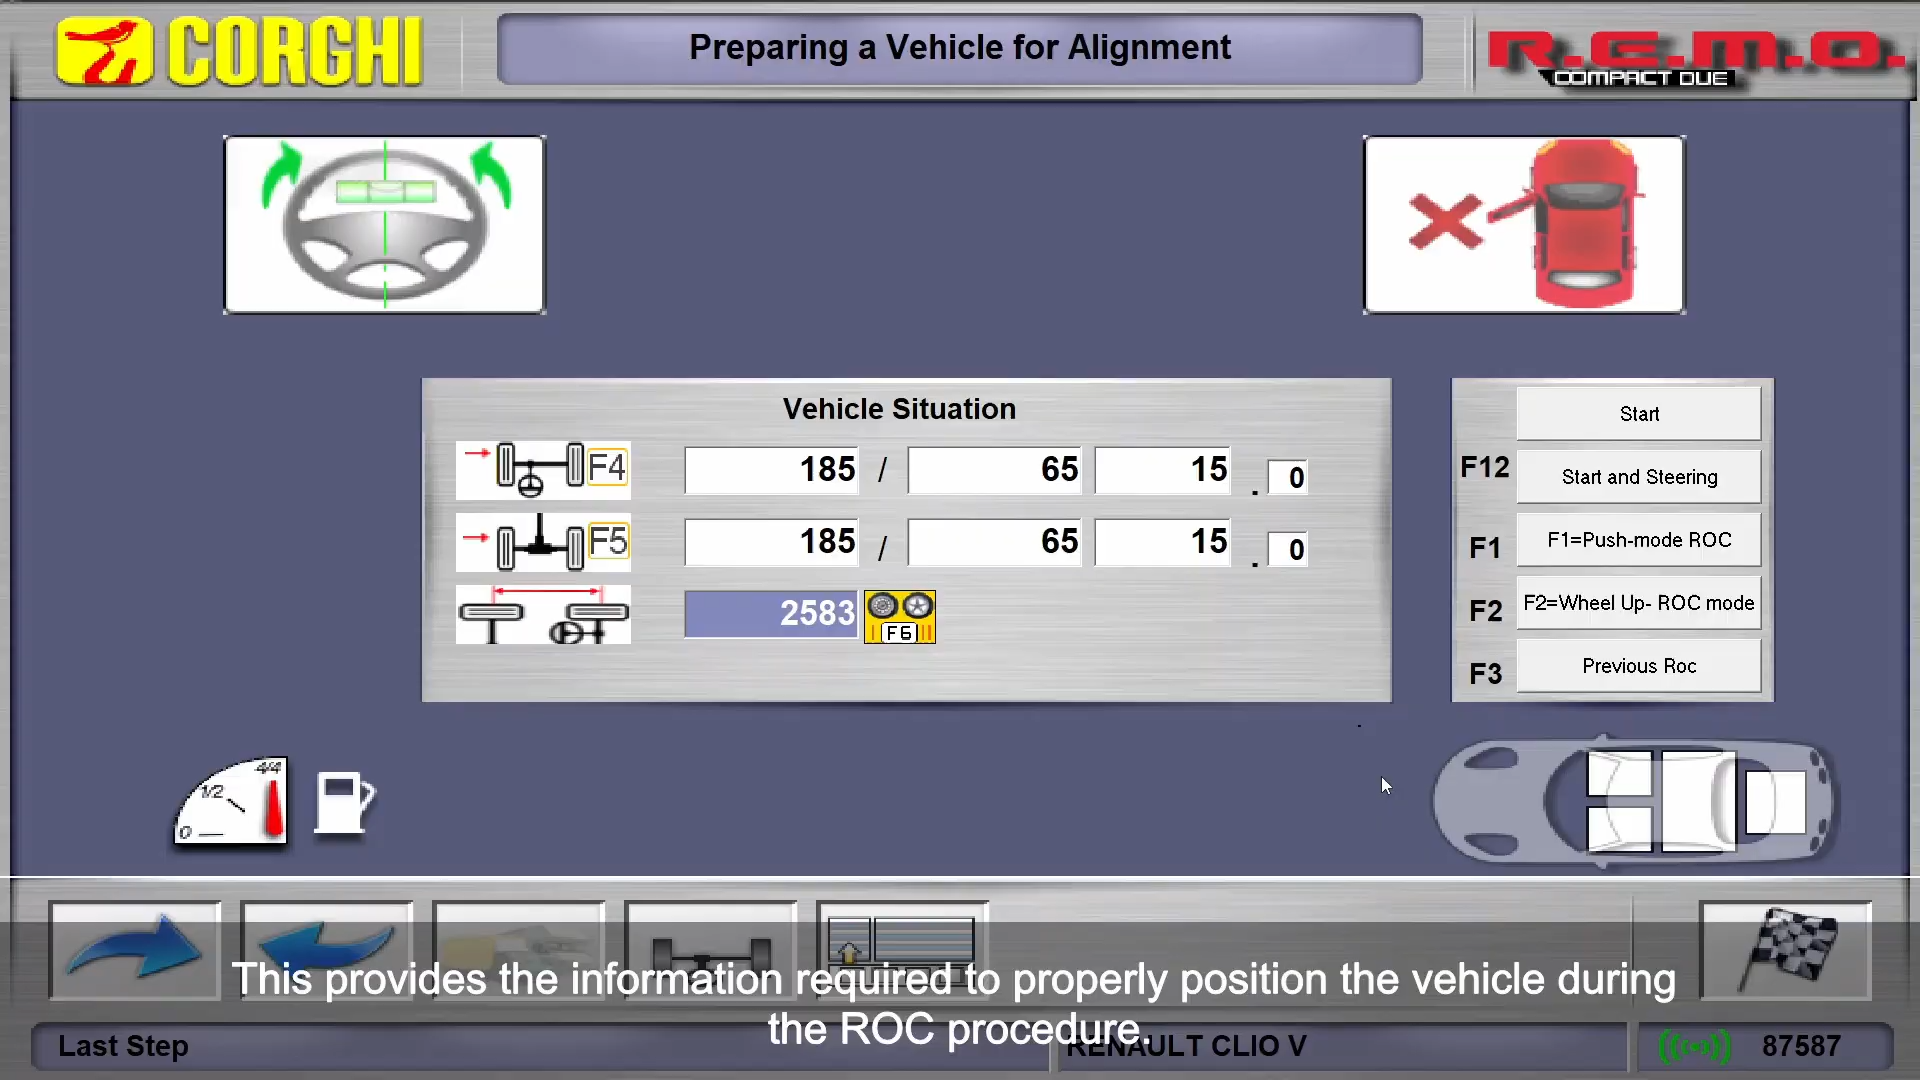 CORGHI
Preparing a Vehicle for Alignment
R.E.M.O.
COMPACT DUE
Vehicle Situation
F4 185 / 65 15 . 0
F5 185 / 65 15 . 0
2583 F6
Start
F12 Start and Steering
F1 F1=Push-mode ROC
F2 F2=Wheel Up- ROC mode
F3 Previous Roc
4/4
1/2
0
This provides the information required to properly position the vehicle during
the ROC procedure.
Last Step
RENAULT CLIO V
87587